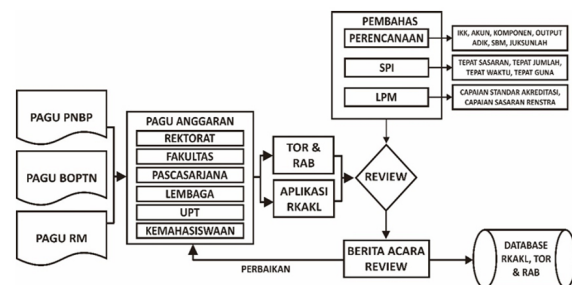 PEMBAHAS
PERENCANAAN
IKK, AKUN, KOMPONEN, OUTPUT
ADIK, SBM, JUKSUNLAH
SPI
TEPAT SASARAN, TEPAT JUMLAH,
TEPAT WAKTU, TEPAT GUNA
LPM
CAPAIAN STANDAR AKREDITASI,
CAPAIAN SASARAN RENSTRA
PAGU PNBP
PAGU BOPTN
PAGU RM
PAGU ANGGARAN
REKTORAT
FAKULTAS
PASCASARJANA
LEMBAGA
UPT
KEMAHASISWAAN
TOR &
RAB
APLIKASI
RKAKL
REVIEW
BERITA ACARA
REVIEW
PERBAIKAN
DATABASE
RKAKL, TOR
& RAB